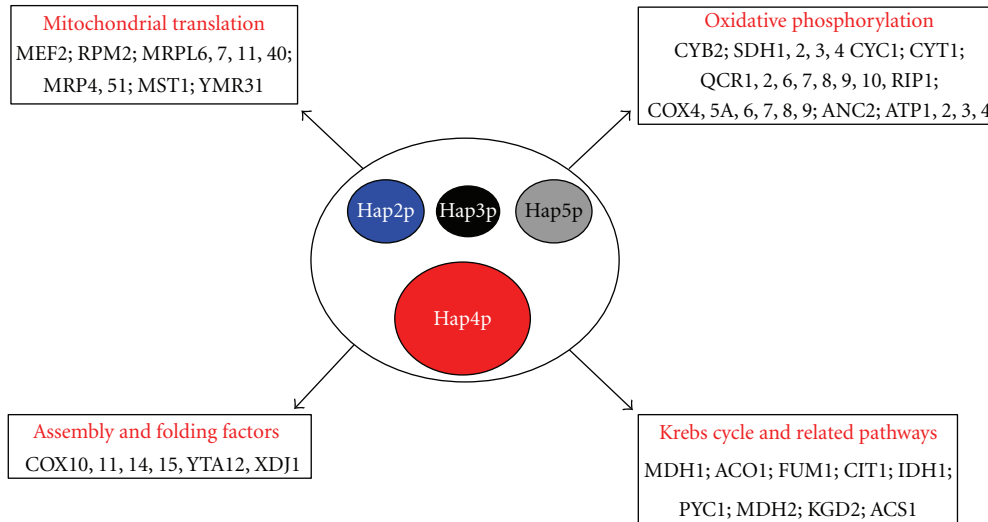 Mitochondrial translation
MEF2; RPM2; MRPL6, 7, 11, 40;
MRP4, 51; MST1; YMR31
Oxidative phosphorylation
CYB2; SDH1, 2, 3, 4 CYC1; CYT1;
QCR1, 2, 6, 7, 8, 9, 10, RIP1;
COX4, 5A, 6, 7, 8, 9; ANC2; ATP1, 2, 3, 4
Hap2p
Hap3p
Hap5p
Hap4p
Assembly and folding factors
COX10, 11, 14, 15, YTA12, XDJ1
Krebs cycle and related pathways
MDH1; ACO1; FUM1; CIT1; IDH1;
PYC1; MDH2; KGD2; ACS1